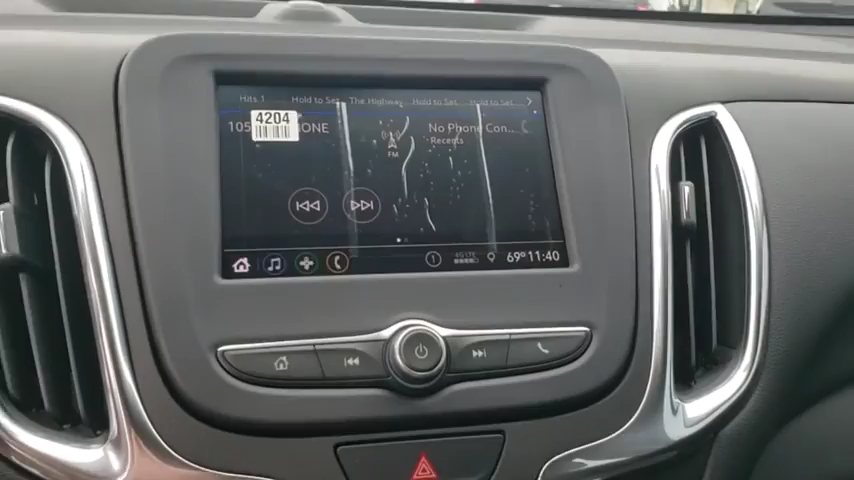 Hits 1 Hold to Set The Highway Hold to Set Hold to Set
4204
105 ONE
No Phone Con...
Recents
FM
1 4G LTE 69° 11:40